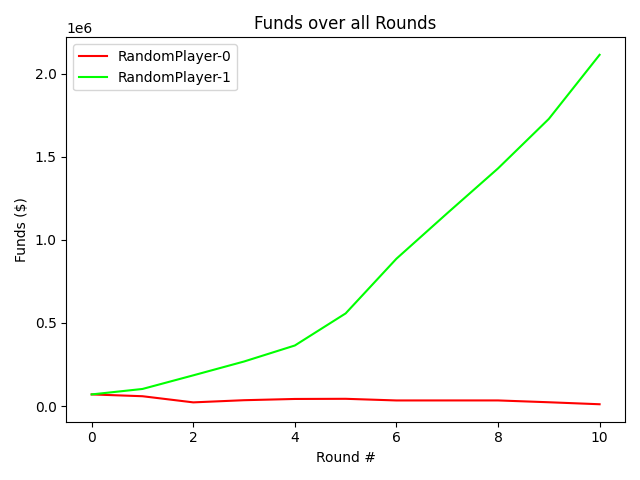 Funds over all Rounds
1e6
RandomPlayer-0
RandomPlayer-1
2.0
1.5
1.0
0.5
0.0
Funds ($)
0 2 4 6 8 10
Round #